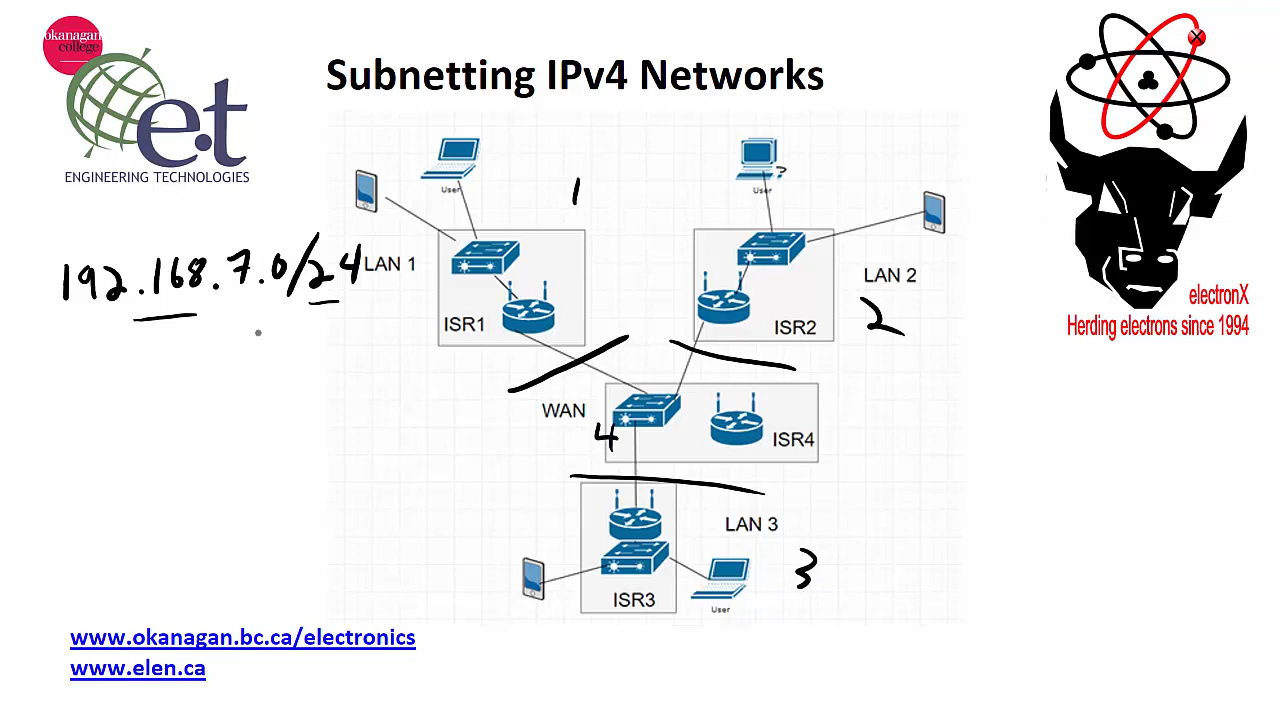 okanagan
college
Subnetting IPv4 Networks
e·t
ENGINEERING TECHNOLOGIES
User
1
User
?
192.168.7.0/24
LAN 1
ISR1
LAN 2
ISR2
2
electronX
Herding electrons since 1994
WAN
4
ISR4
LAN 3
3
ISR3
User
www.okanagan.bc.ca/electronics
www.elen.ca